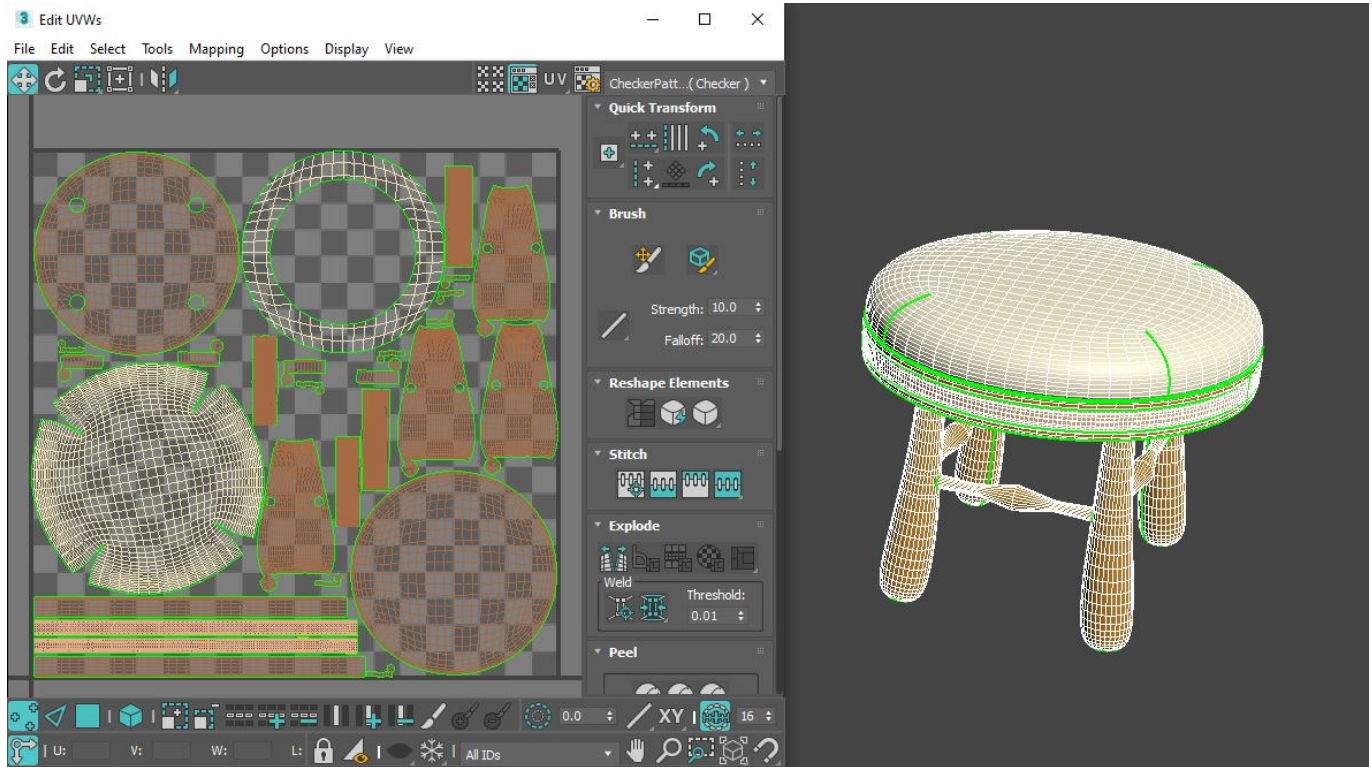 3 Edit UVWs
File Edit Select Tools Mapping Options Display View
UV CheckerPatt...( Checker )
Quick Transform
Brush
Strength: 10.0
Falloff: 20.0
Reshape Elements
Stitch
Explode
Weld
Threshold:
0.01
Peel
0.0 XY 16
U: V: W: L: All IDs